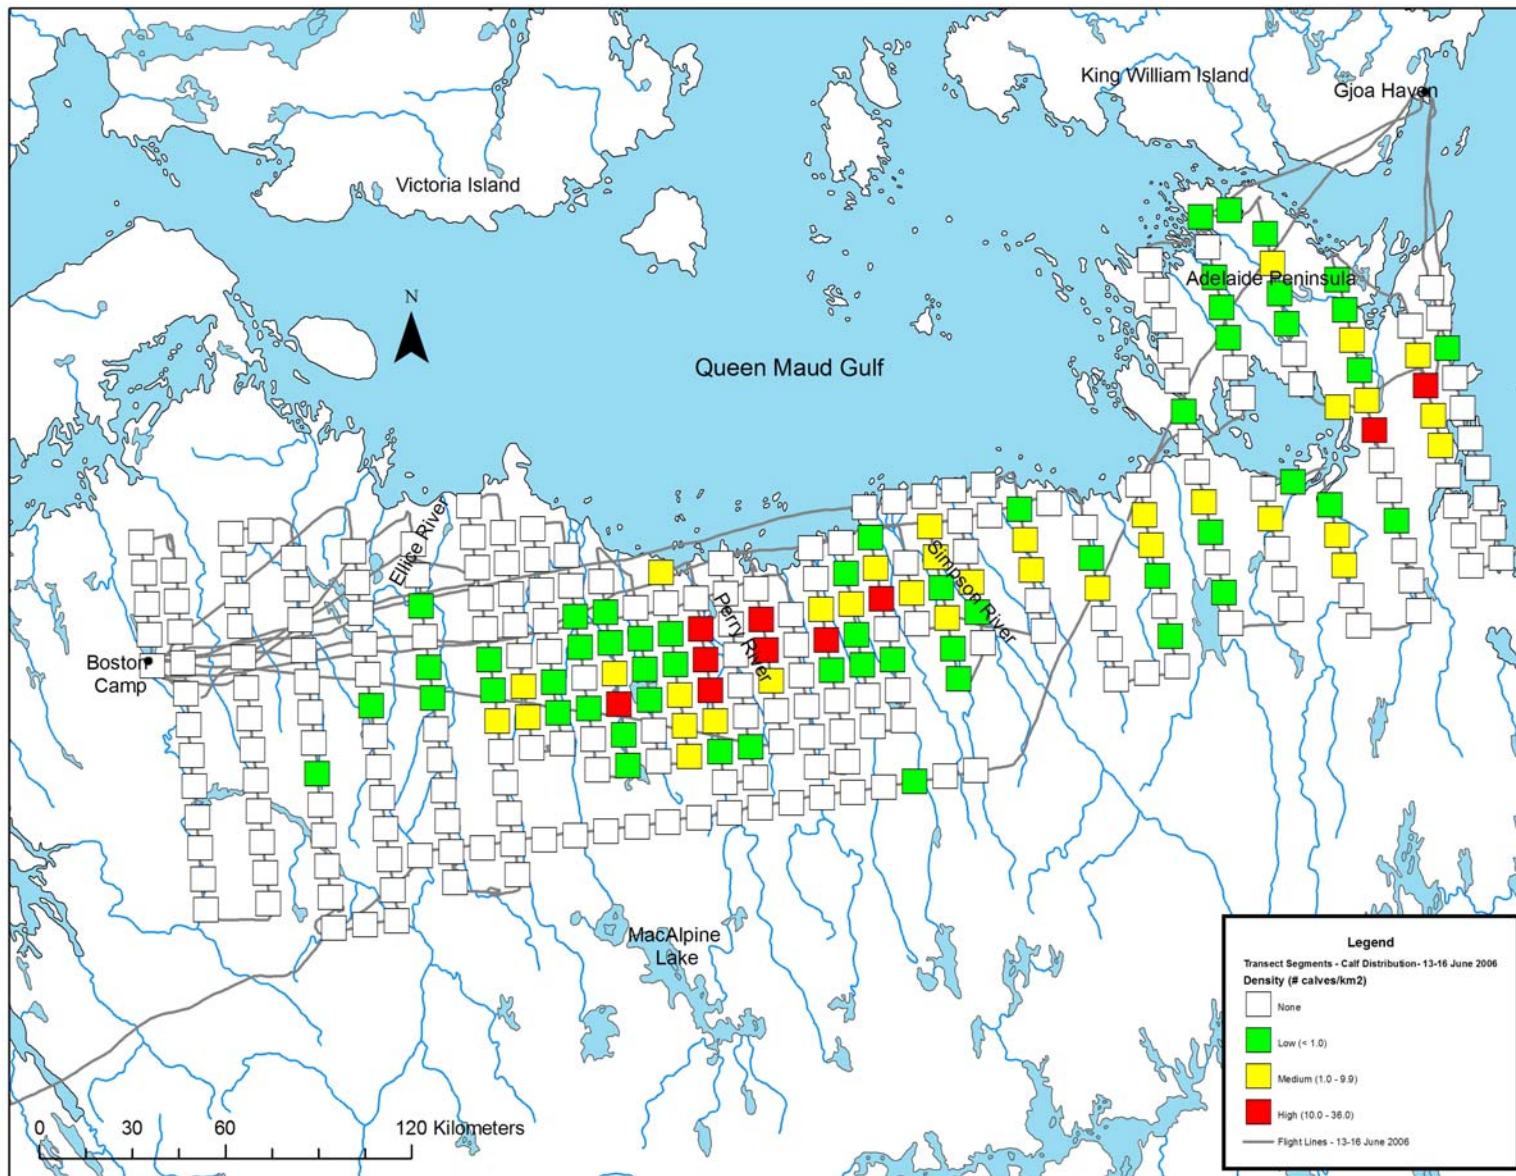 King William Island
Gjoa Haven
Victoria Island
Adelaide Peninsula
N
Queen Maud Gulf
Ellice River
Simpson River
Perry River
Boston
Camp
MacAlpine
Lake
Legend
Transect Segments - Calf Distribution- 13-16 June 2006
Density (# calves/km2)
None
Low (< 1.0)
Medium (1.0 - 9.9)
High (10.0 - 36.0)
Flight Lines - 13-16 June 2006
0 30 60 120 Kilometers